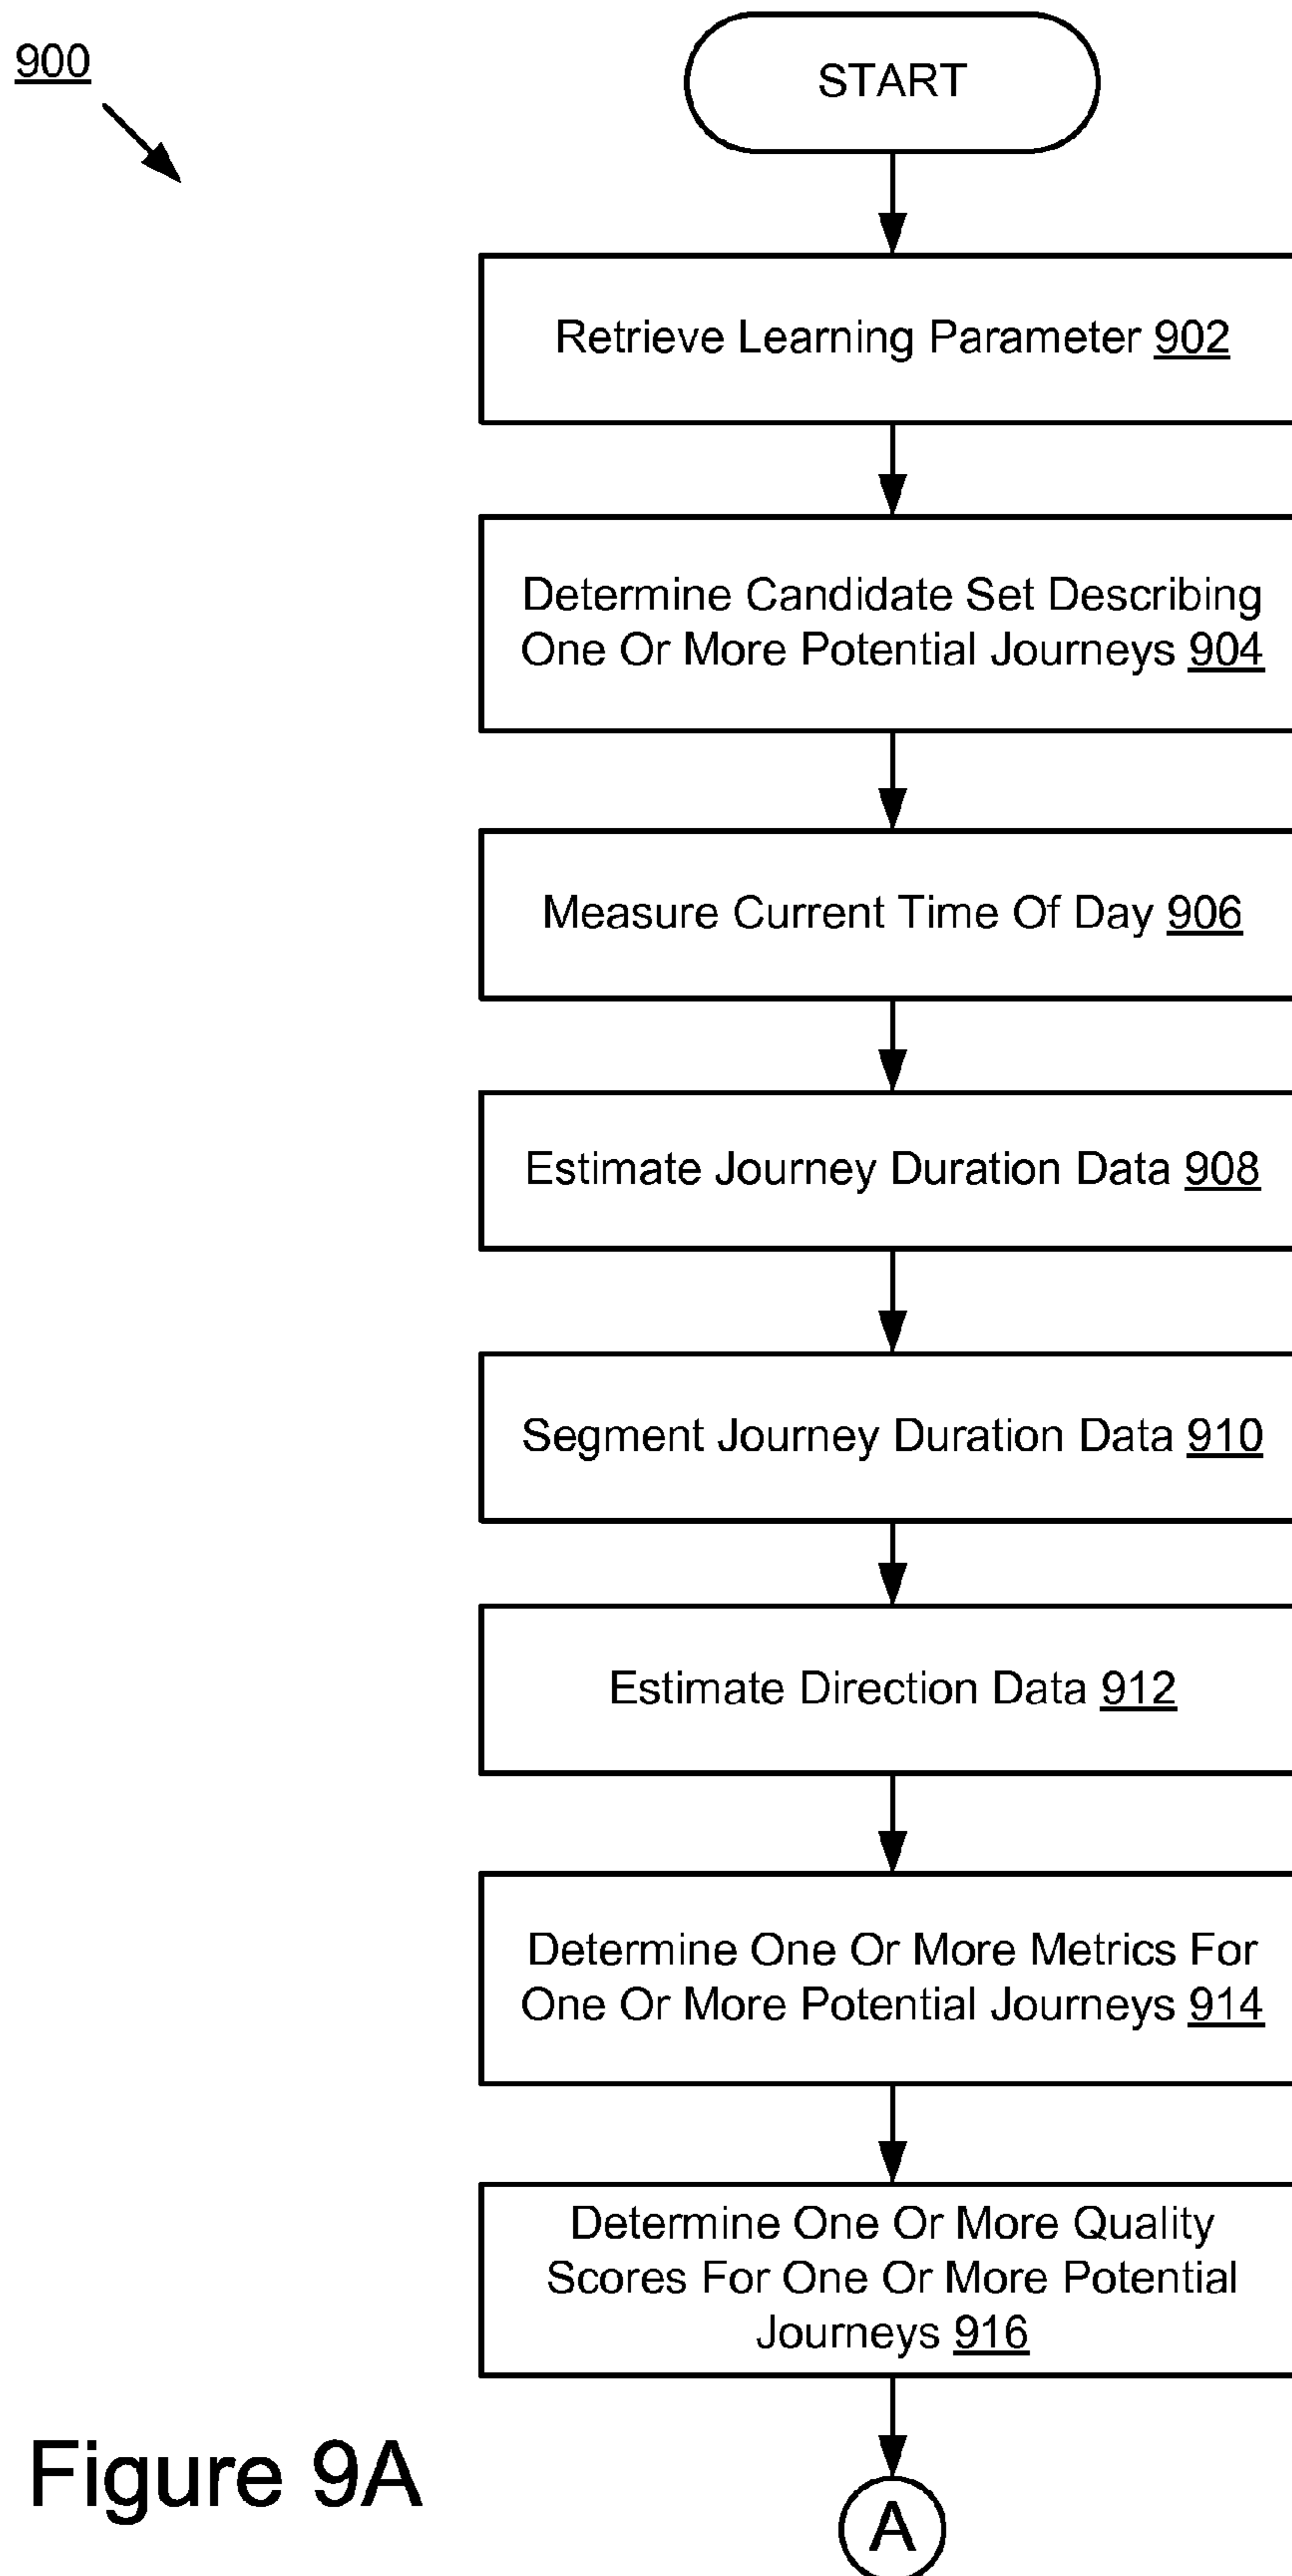 900
START
Retrieve Learning Parameter 902
Determine Candidate Set Describing
One Or More Potential Journeys 904
Measure Current Time Of Day 906
Estimate Journey Duration Data 908
Segment Journey Duration Data 910
Estimate Direction Data 912
Determine One Or More Metrics For
One Or More Potential Journeys 914
Determine One Or More Quality
Scores For One Or More Potential
Journeys 916
Figure 9A
A